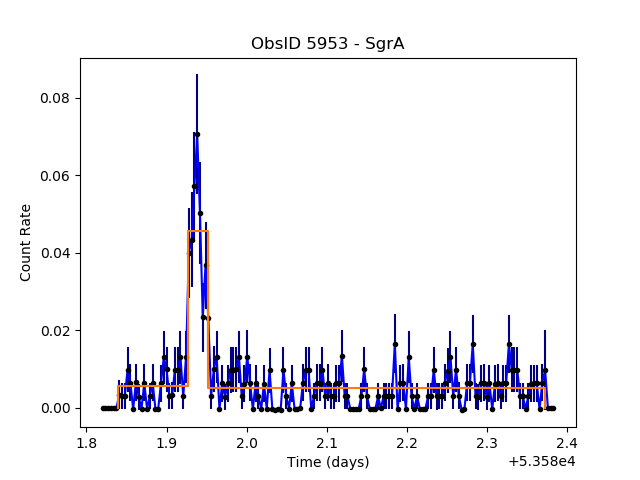 ObsID 5953 - SgrA
0.08
0.06
0.04
0.02
0.00
Count Rate
1.8 1.9 2.0 2.1 2.2 2.3 2.4
Time (days)
+5.358e4